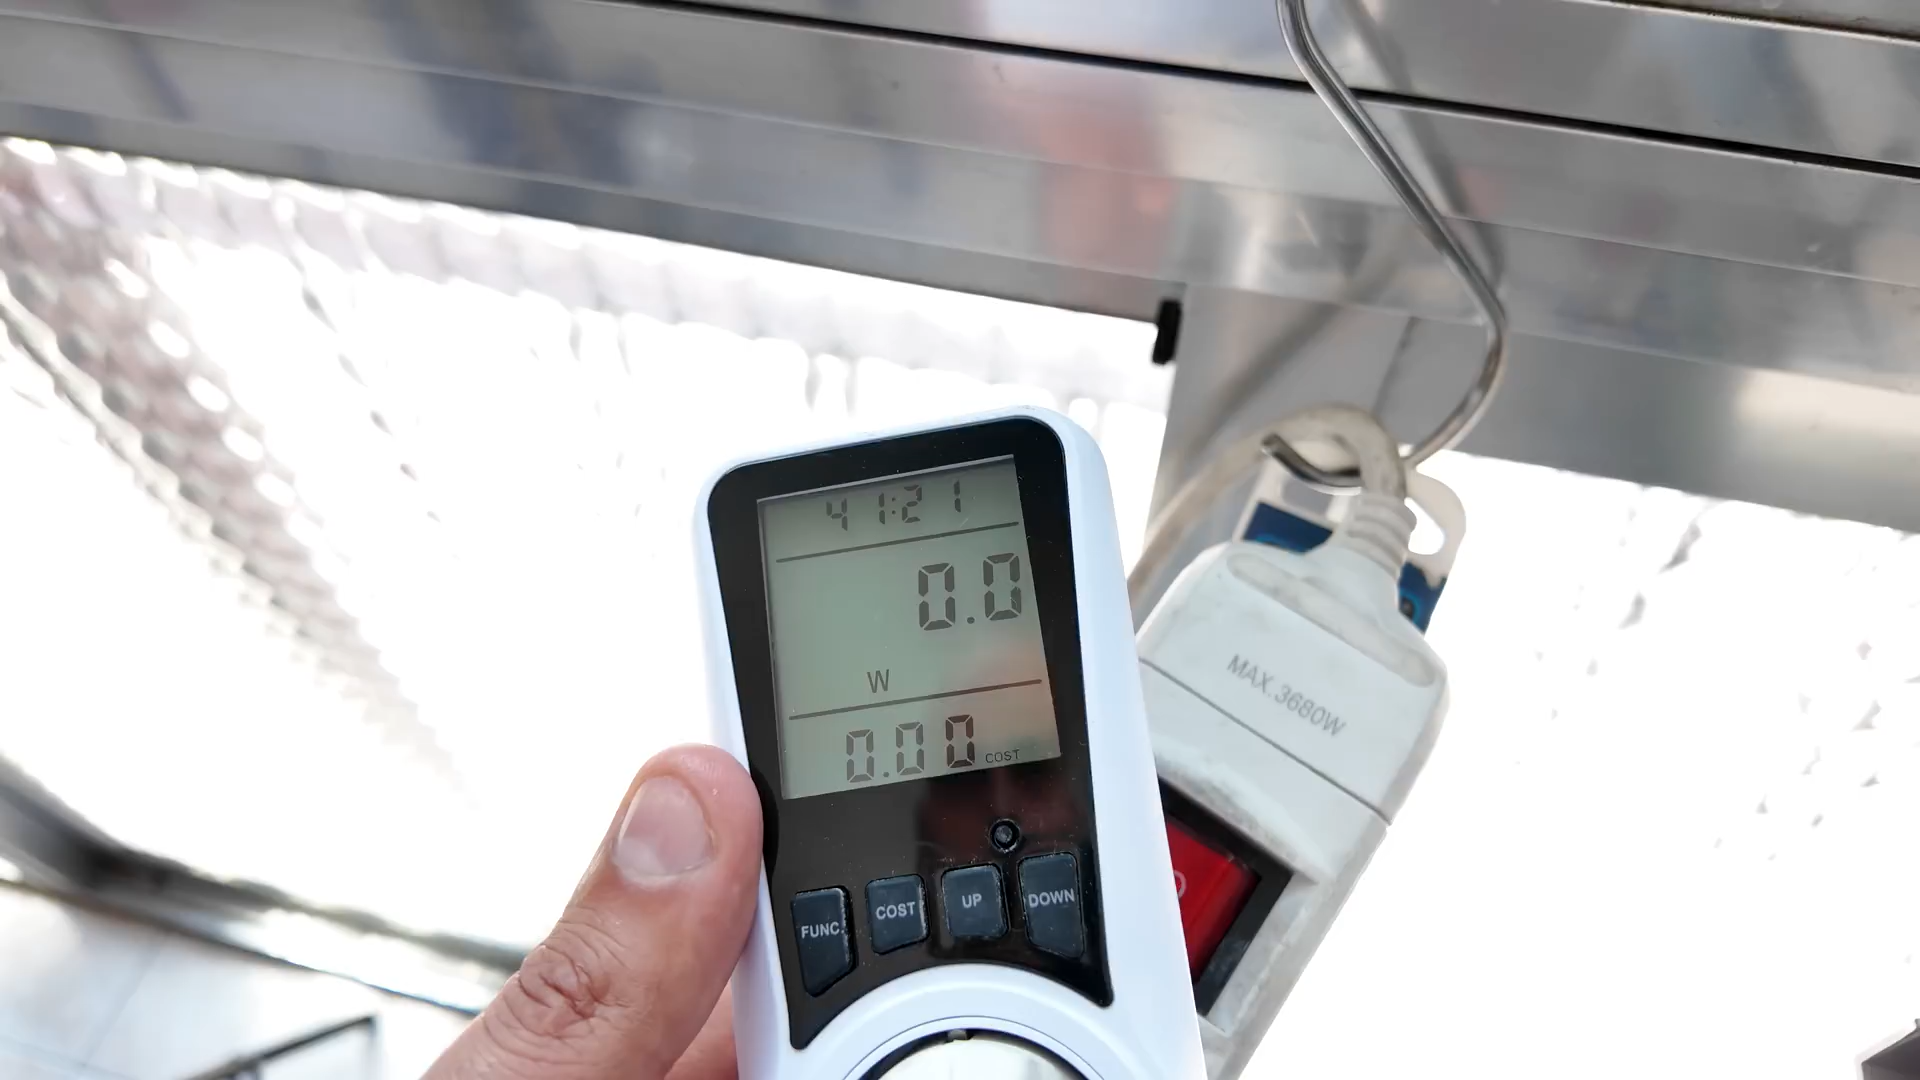 41:21
0.0
W
0.00 COST
FUNC. COST UP DOWN
MAX. 3680W